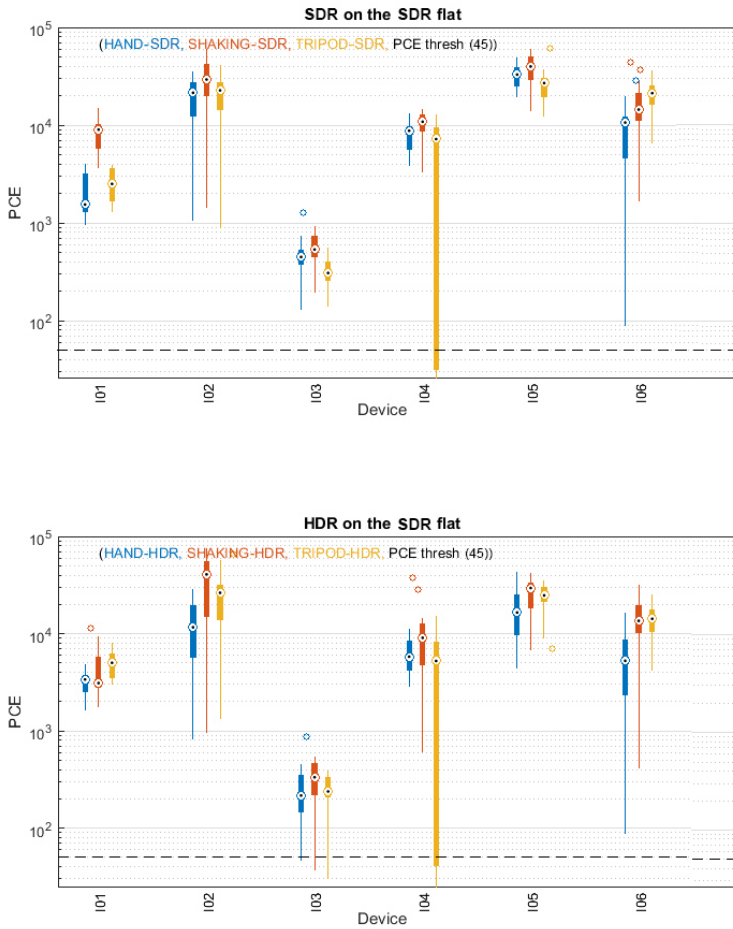 SDR on the SDR flat
(HAND-SDR, SHAKING-SDR, TRIPOD-SDR, PCE thresh (45))
10^5
10^4
10^3
10^2
PCE
I01 I02 I03 I04 I05 I06
Device
HDR on the SDR flat
(HAND-HDR, SHAKING-HDR, TRIPOD-HDR, PCE thresh (45))
10^5
10^4
10^3
10^2
PCE
I01 I02 I03 I04 I05 I06
Device